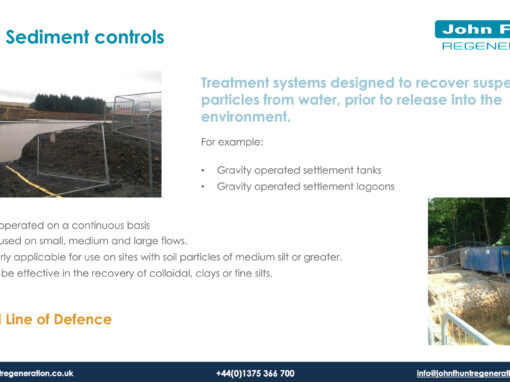 Sediment controls
John F
REGENE
Treatment systems designed to recover suspe
particles from water, prior to release into the
environment.
For example:
• Gravity operated settlement tanks
• Gravity operated settlement lagoons
operated on a continuous basis
used on small, medium and large flows.
rly applicable for use on sites with soil particles of medium silt or greater.
be effective in the recovery of colloidal, clays or fine silts.
Line of Defence
tregeneration.co.uk
+44(0)1375 366 700
info@johnfhuntregenerati